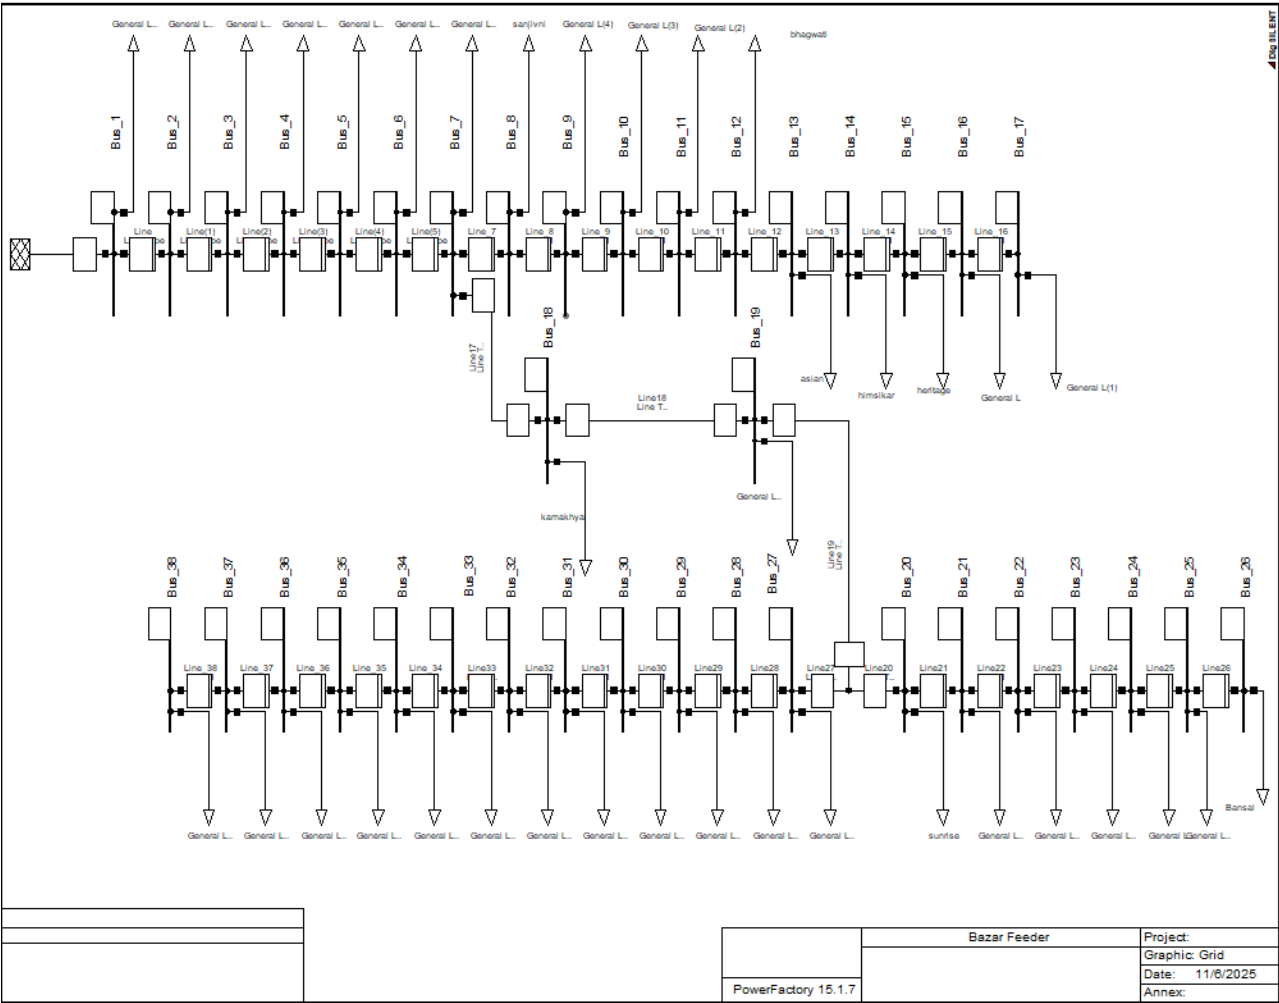 General L.. General L.. General L.. General L.. General L.. General L.. General L.. sanjivni General L(4) General L(3) General L(2) bhagwati
DIgSILENT
Bus_1 Bus_2 Bus_3 Bus_4 Bus_5 Bus_6 Bus_7 Bus_8 Bus_9 Bus_10 Bus_11 Bus_12 Bus_13 Bus_14 Bus_15 Bus_16 Bus_17
Line Line(1) Line(2) Line(3) Line(4) Line(5) Line_7 Line_8 Line_9 Line_10 Line_11 Line_12 Line_13 Line_14 Line_15 Line_16
Bus_18 Bus_19
Line17
Line T..
asian himsikar heritage General L General L(1)
Line18
Line T..
General L..
kamakhya
Line19
Line T..
Bus_38 Bus_37 Bus_36 Bus_35 Bus_34 Bus_33 Bus_32 Bus_31 Bus_30 Bus_29 Bus_28 Bus_27 Bus_20 Bus_21 Bus_22 Bus_23 Bus_24 Bus_25 Bus_26
Line_38 Line_37 Line_36 Line_35 Line_34 Line33 Line32 Line31 Line30 Line29 Line28 Line27 Line20 Line21 Line22 Line23 Line24 Line25 Line26
Bansal
General L.. General L.. General L.. General L.. General L.. General L.. General L.. General L.. General L.. General L.. General L.. General L.. sunrise General L.. General L.. General L.. General L General L..
Bazar Feeder
Project:
Graphic: Grid
PowerFactory 15.1.7
Date: 11/6/2025
Annex: